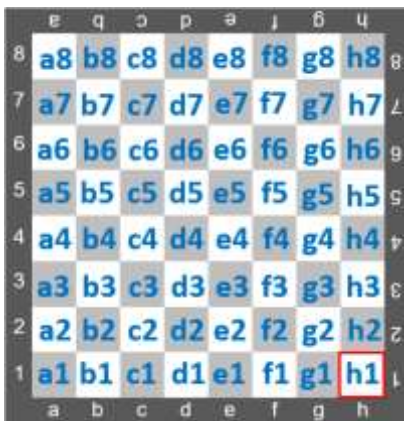 a b c d e f g h
8 a8 b8 c8 d8 e8 f8 g8 h8 8
7 a7 b7 c7 d7 e7 f7 g7 h7 7
6 a6 b6 c6 d6 e6 f6 g6 h6 6
5 a5 b5 c5 d5 e5 f5 g5 h5 5
4 a4 b4 c4 d4 e4 f4 g4 h4 4
3 a3 b3 c3 d3 e3 f3 g3 h3 3
2 a2 b2 c2 d2 e2 f2 g2 h2 2
1 a1 b1 c1 d1 e1 f1 g1 h1 1
a b c d e f g h